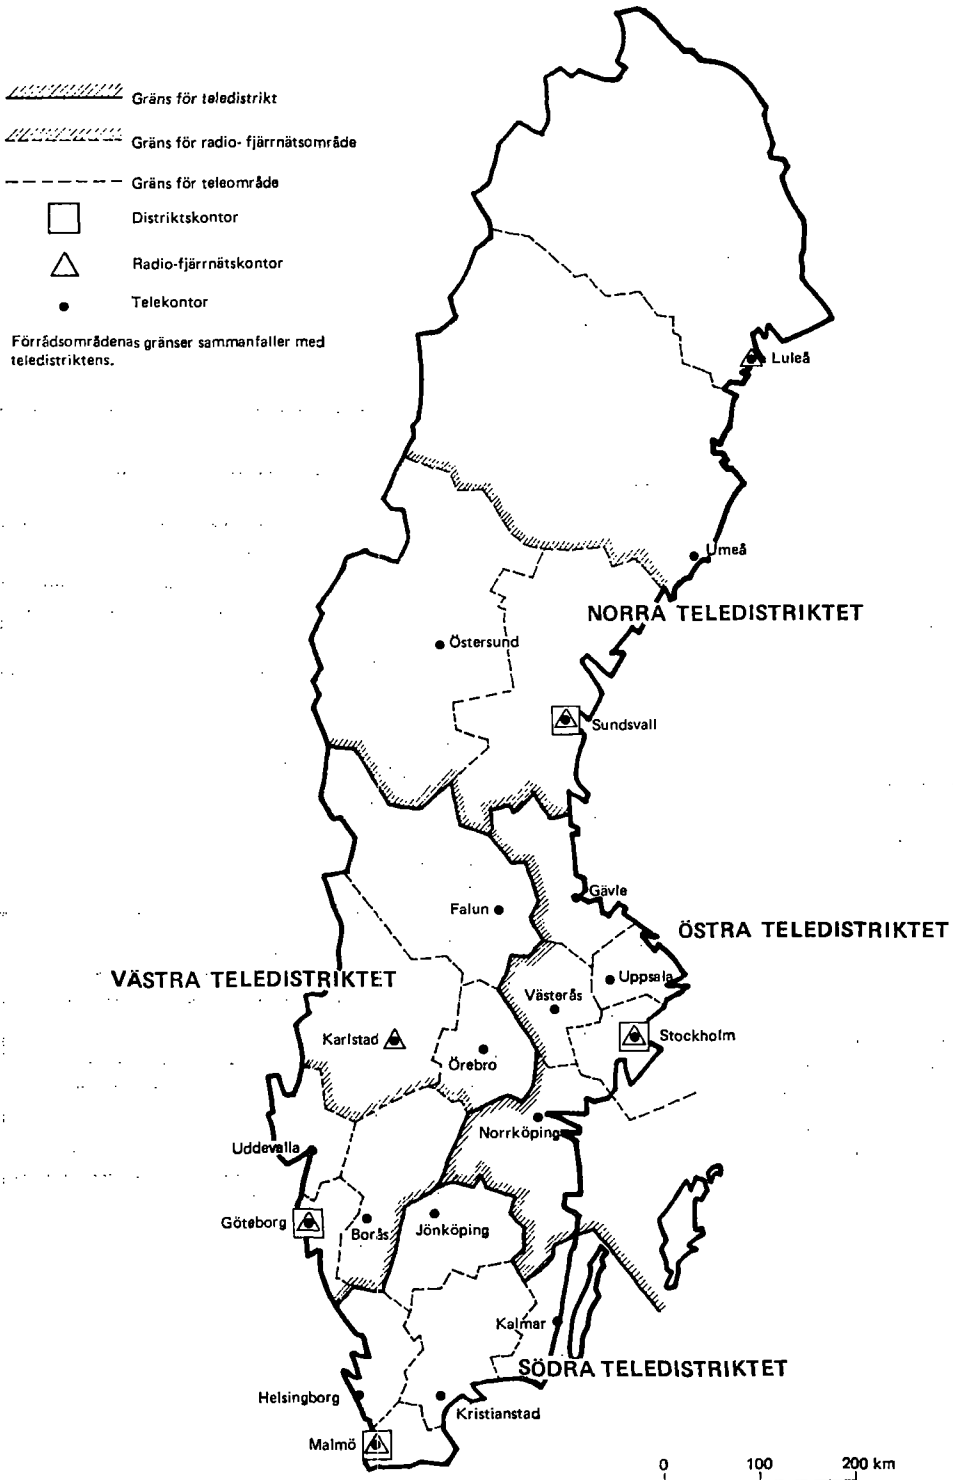 Gräns för teledistrikt
Gräns för radio- fjärrnätsområde
Gräns för teleområde
Distriktskontor
Radio-fjärrnätskontor
Telekontor
Förrådsområdenas gränser sammanfaller med
teledistriktens.
Luleå
Umeå
NORRA TELEDISTRIKTET
Östersund
Sundsvall
Gävle
Falun
ÖSTRA TELEDISTRIKTET
VÄSTRA TELEDISTRIKTET
Uppsala
Västerås
Karlstad
Stockholm
Örebro
Norrköping
Uddevalla
Göteborg
Borås
Jönköping
Kalmar
SÖDRA TELEDISTRIKTET
Helsingborg
Kristianstad
Malmö
0 100 200 km